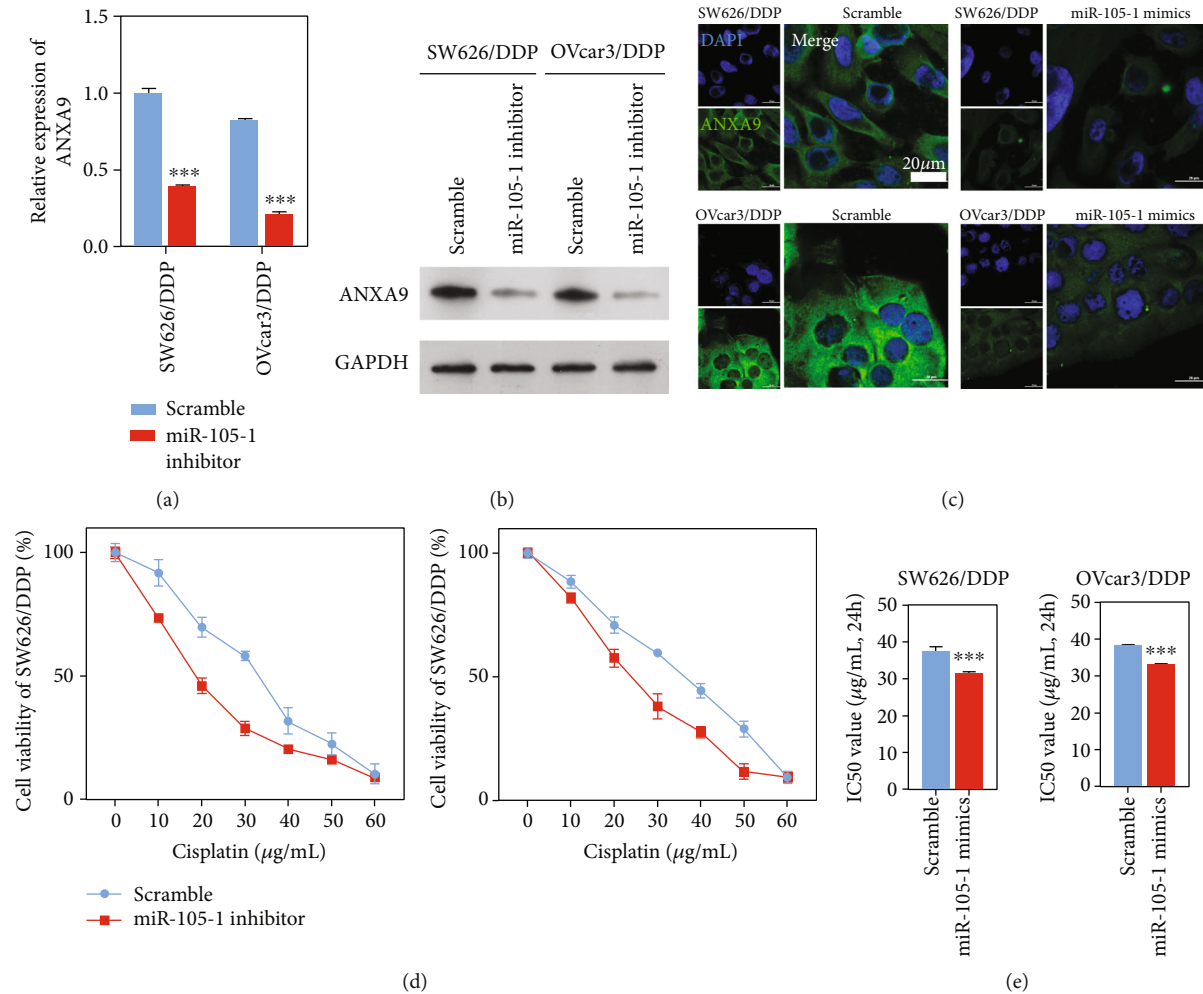 1.5
1.0
0.5
0.0
Relative expression of
ANXA9
***
***
SW626/DDP
OVcar3/DDP
Scramble
miR-105-1
inhibitor
(a)
SW626/DDP OVcar3/DDP
Scramble
miR-105-1 inhibitor
Scramble
miR-105-1 inhibitor
ANXA9
GAPDH
(b)
SW626/DDP Scramble SW626/DDP miR-105-1 mimics
DAPI Merge
ANXA9
20μm
OVcar3/DDP Scramble OVcar3/DDP miR-105-1 mimics
(c)
Cell viability of SW626/DDP (%)
100
50
0
0 10 20 30 40 50 60
Cisplatin (μg/mL)
Cell viability of SW626/DDP (%)
100
50
0
0 10 20 30 40 50 60
Cisplatin (μg/mL)
Scramble
miR-105-1 inhibitor
(d)
SW626/DDP
IC50 value (μg/mL, 24h)
50
40
30
20
10
0
***
Scramble
miR-105-1 mimics
OVcar3/DDP
IC50 value (μg/mL, 24h)
50
40
30
20
10
0
***
Scramble
miR-105-1 mimics
(e)